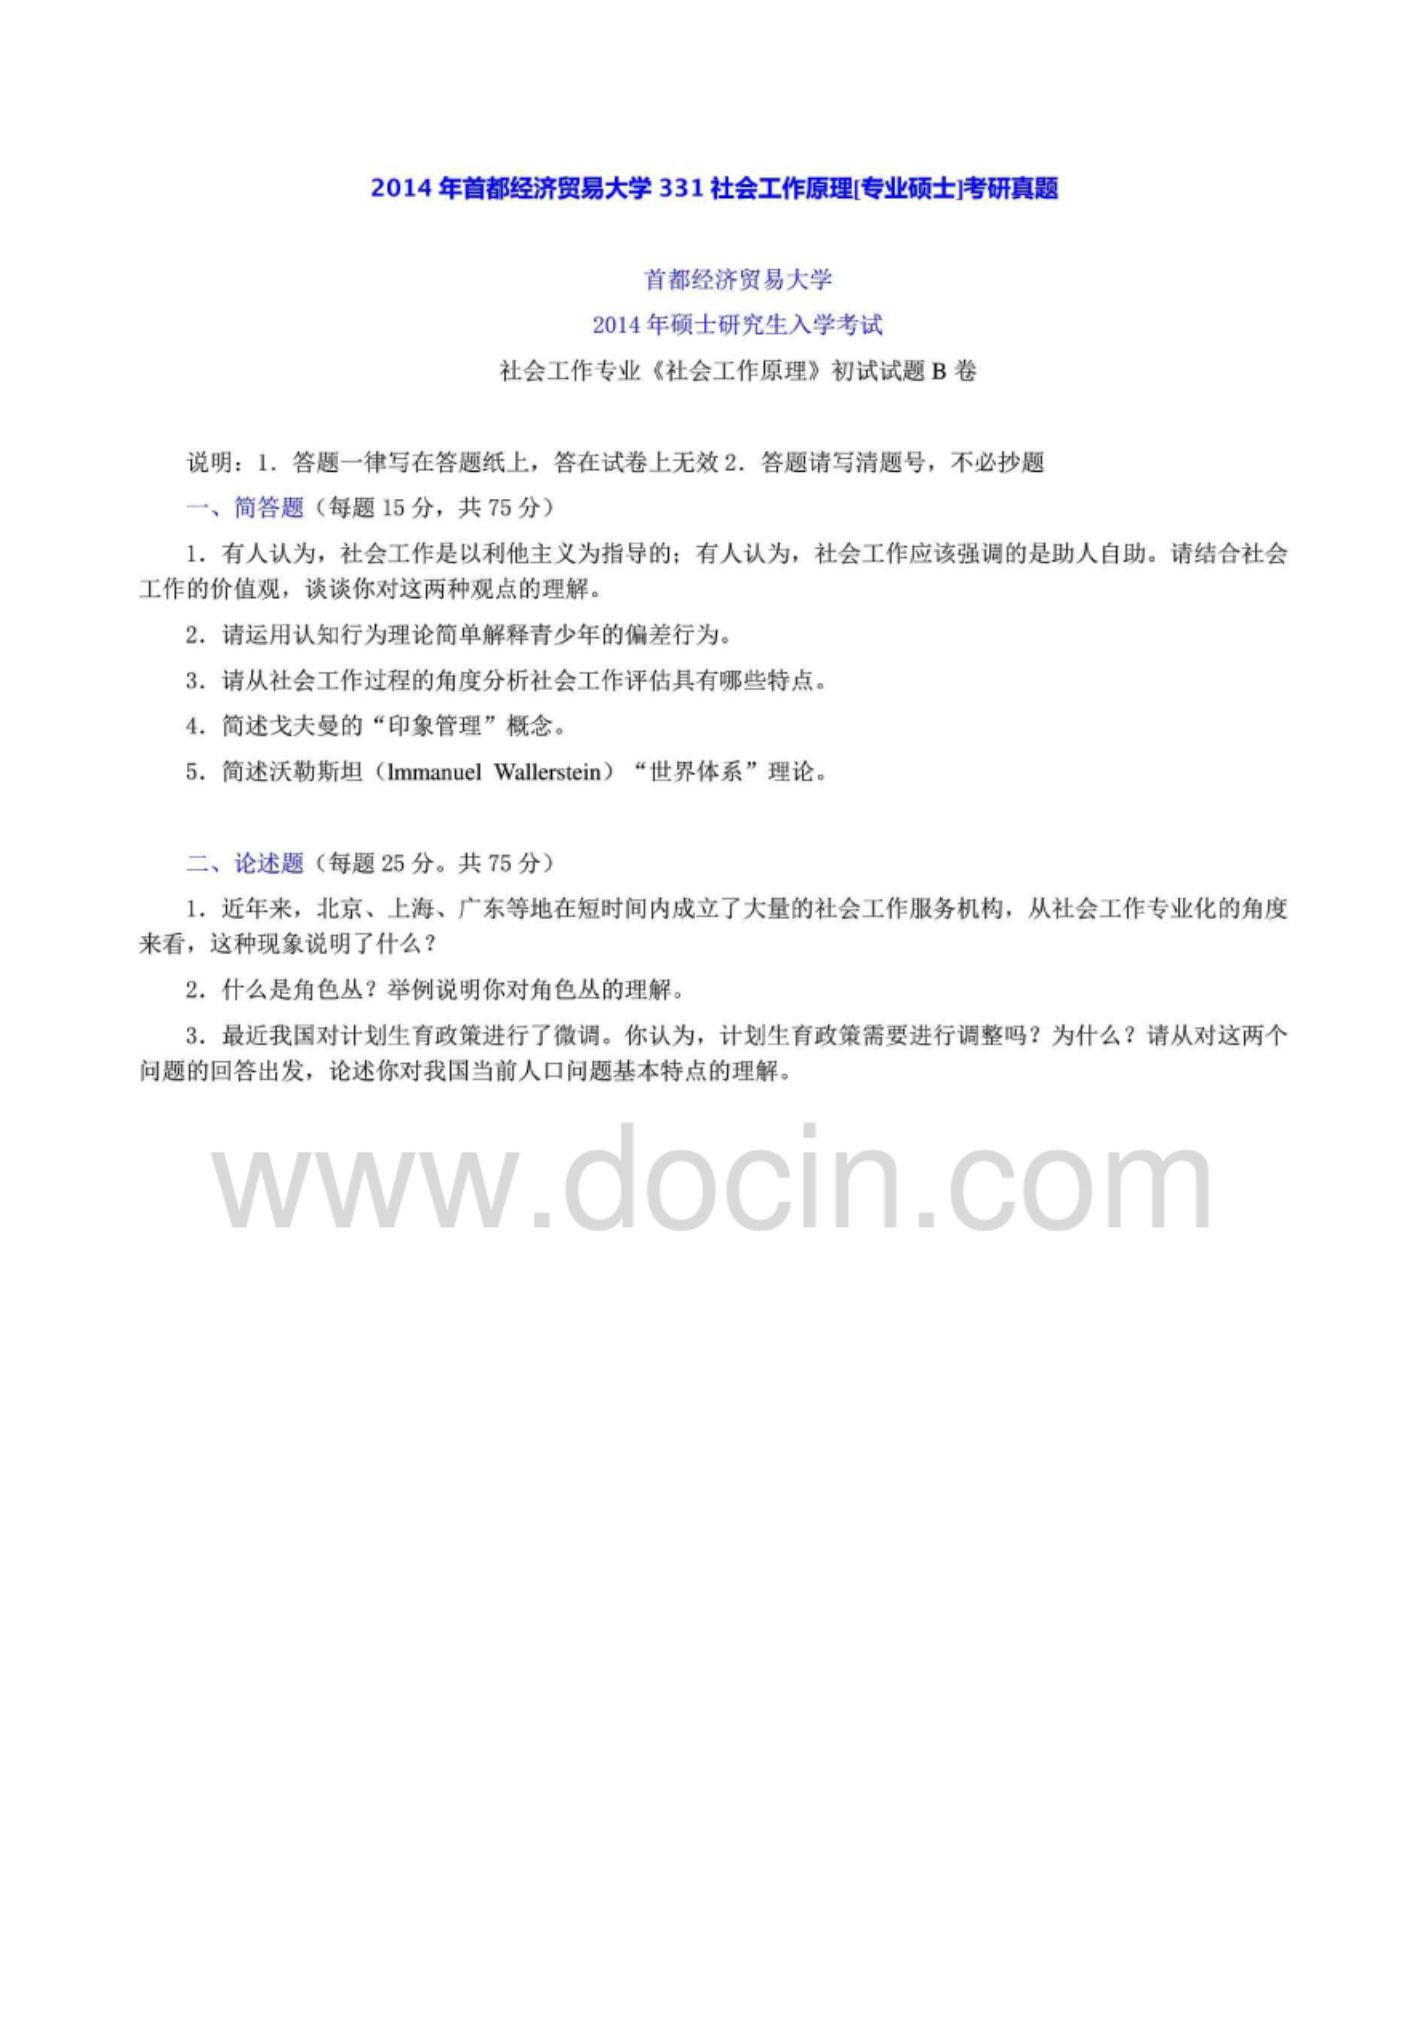 2014 年首都经济贸易大学 331 社会工作原理[专业硕士]考研真题
首都经济贸易大学
2014 年硕士研究生入学考试
社会工作专业《社会工作原理》初试试题 B 卷
说明：1．答题一律写在答题纸上，答在试卷上无效 2．答题请写清题号，不必抄题
一、简答题（每题 15 分，共 75 分）
1．有人认为，社会工作是以利他主义为指导的；有人认为，社会工作应该强调的是助人自助。请结合社会
工作的价值观，谈谈你对这两种观点的理解。
2．请运用认知行为理论简单解释青少年的偏差行为。
3．请从社会工作过程的角度分析社会工作评估具有哪些特点。
4．简述戈夫曼的“印象管理”概念。
5．简述沃勒斯坦（lmmanuel Wallerstein）“世界体系”理论。
二、论述题（每题 25 分。共 75 分）
1．近年来，北京、上海、广东等地在短时间内成立了大量的社会工作服务机构，从社会工作专业化的角度
来看，这种现象说明了什么？
2．什么是角色丛？举例说明你对角色丛的理解。
3．最近我国对计划生育政策进行了微调。你认为，计划生育政策需要进行调整吗？为什么？请从对这两个
问题的回答出发，论述你对我国当前人口问题基本特点的理解。
www.docin.com